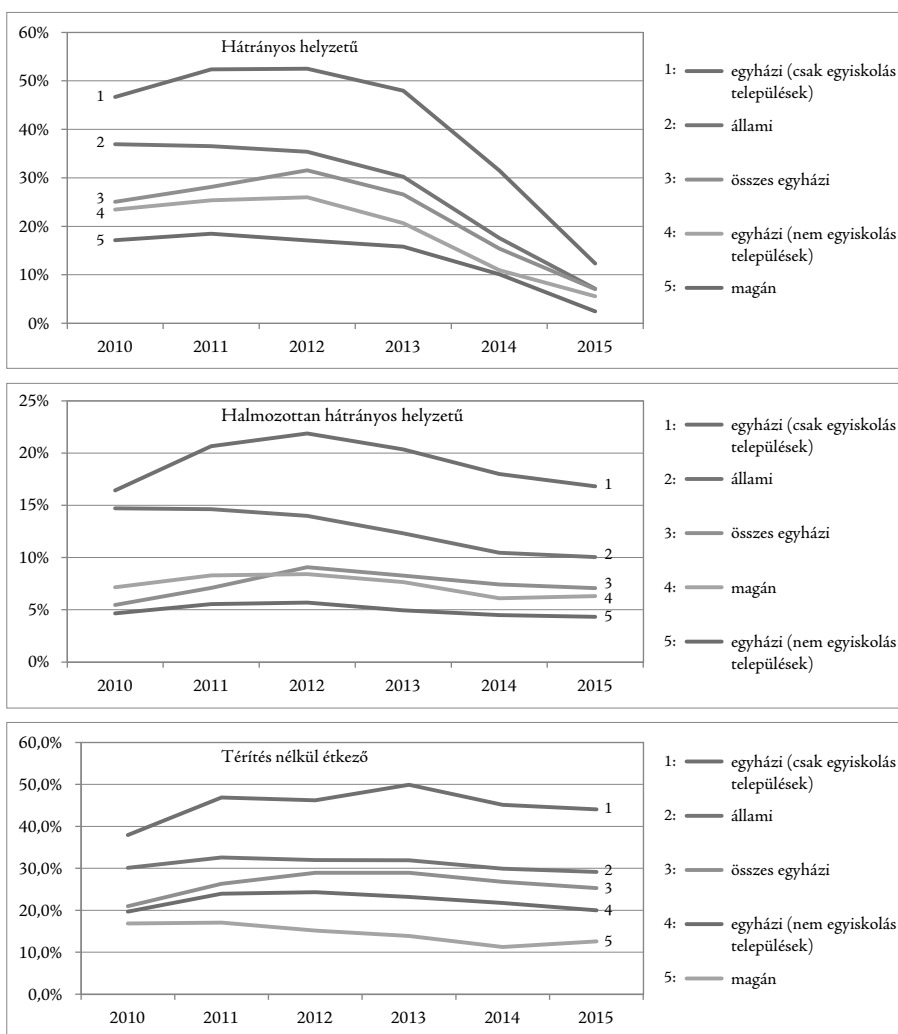 Hátrányos helyzetű
60%
50%
40%
30%
20%
10%
0%
1
2
3
4
5
2010 2011 2012 2013 2014 2015
1: egyházi (csak egyiskolás
települések)
2: állami
3: összes egyházi
4: egyházi (nem egyiskolás
települések)
5: magán
Halmozottan hátrányos helyzetű
25%
20%
15%
10%
5%
0%
1
2
3
4
5
2010 2011 2012 2013 2014 2015
1: egyházi (csak egyiskolás
települések)
2: állami
3: összes egyházi
4: magán
5: egyházi (nem egyiskolás
települések)
Térítés nélkül étkező
60,0%
50,0%
40,0%
30,0%
20,0%
10,0%
0,0%
1
2
3
4
5
2010 2011 2012 2013 2014 2015
1: egyházi (csak egyiskolás
települések)
2: állami
3: összes egyházi
4: egyházi (nem egyiskolás
települések)
5: magán